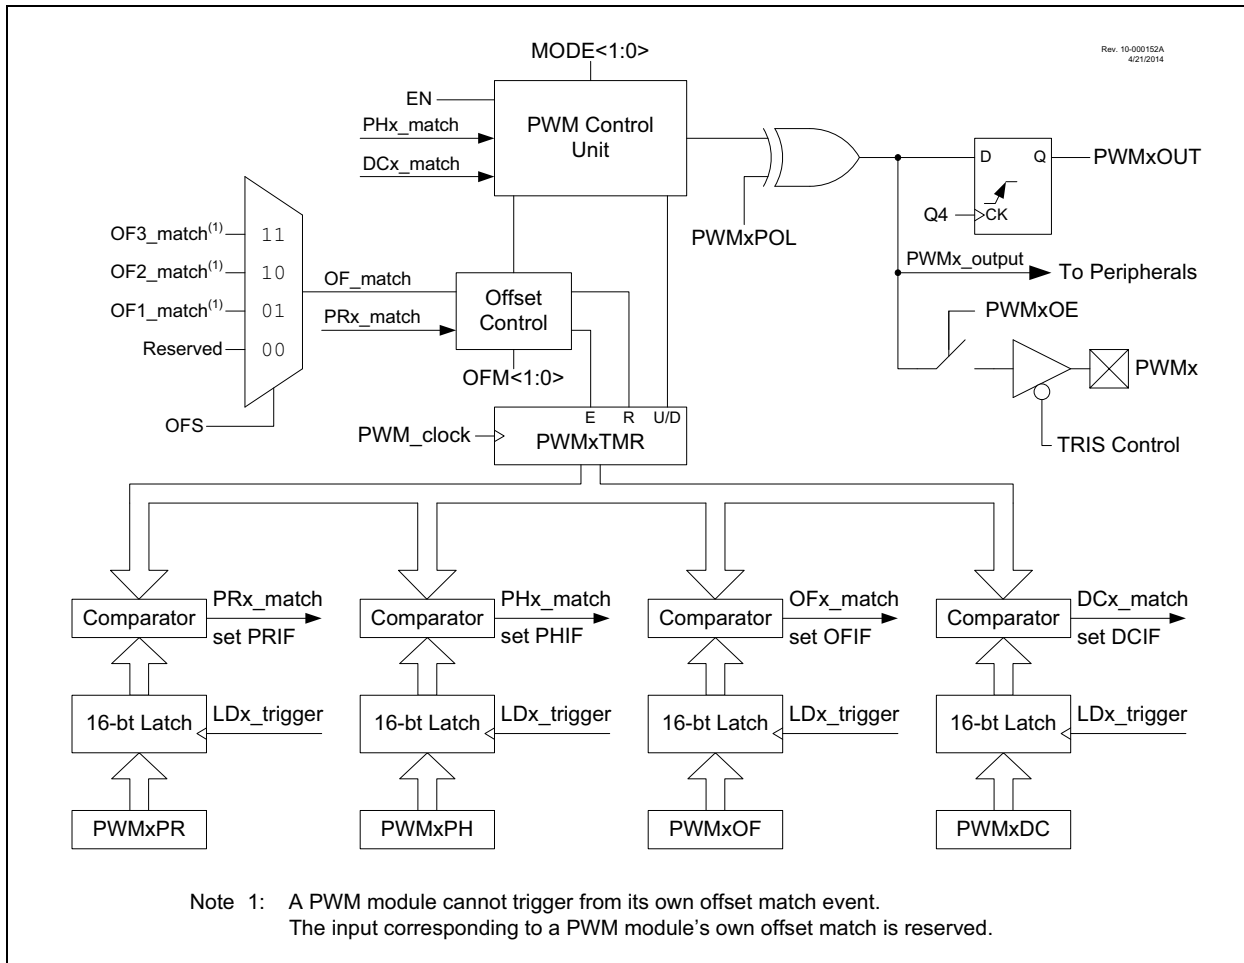 Rev. 10-000152A
4/21/2014
MODE<1:0>
EN
PHx_match
DCx_match
PWM Control
Unit
PWMxPOL
D
Q
CK
Q4
PWMxOUT
PWMx_output
To Peripherals
PWMxOE
PWMx
TRIS Control
OF3_match(1)
11
OF2_match(1)
10
OF1_match(1)
01
Reserved
00
OFS
OF_match
PRx_match
Offset
Control
OFM<1:0>
E
R
U/D
PWM_clock
PWMxTMR
Comparator
PRx_match
set PRIF
Comparator
PHx_match
set PHIF
Comparator
OFx_match
set OFIF
Comparator
DCx_match
set DCIF
16-bt Latch
LDx_trigger
16-bt Latch
LDx_trigger
16-bt Latch
LDx_trigger
16-bt Latch
LDx_trigger
PWMxPR
PWMxPH
PWMxOF
PWMxDC
Note 1: A PWM module cannot trigger from its own offset match event.
The input corresponding to a PWM module's own offset match is reserved.